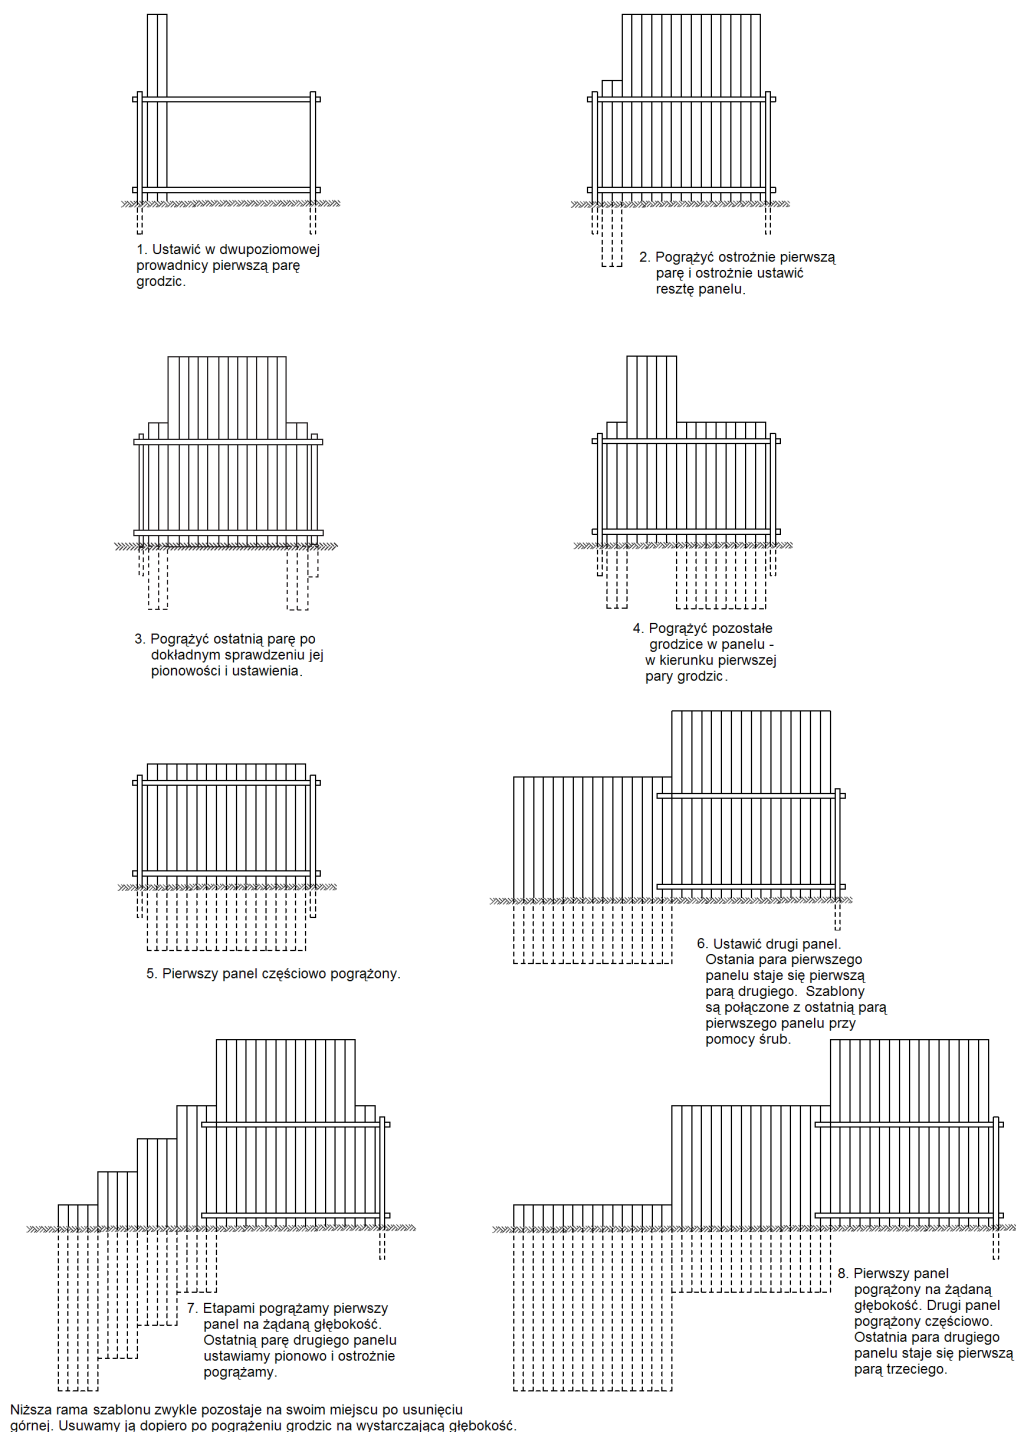 1. Ustawić w dwupoziomowej
prowadnicy pierwszą parę
grodzic.
2. Pogrążyć ostrożnie pierwszą
parę i ostrożnie ustawić
resztę panelu.
3. Pogrążyć ostatnią parę po
dokładnym sprawdzeniu jej
pionowości i ustawienia.
4. Pogrążyć pozostałe
grodzice w panelu -
w kierunku pierwszej
pary grodzic.
5. Pierwszy panel częściowo pogrążony.
6. Ustawić drugi panel.
Ostania para pierwszego
panelu staje się pierwszą
parą drugiego. Szablony
są połączone z ostatnią parą
pierwszego panelu przy
pomocy śrub.
7. Etapami pogrążamy pierwszy
panel na żądaną głębokość.
Ostatnią parę drugiego panelu
ustawiamy pionowo i ostrożnie
pogrążamy.
8. Pierwszy panel
pogrążony na żądaną
głębokość. Drugi panel
pogrążony częściowo.
Ostatnia para drugiego
panelu staje się pierwszą
parą trzeciego.
Niższa rama szablonu zwykle pozostaje na swoim miejscu po usunięciu
górnej. Usuwamy ją dopiero po pogrążeniu grodzic na wystarczającą głębokość.